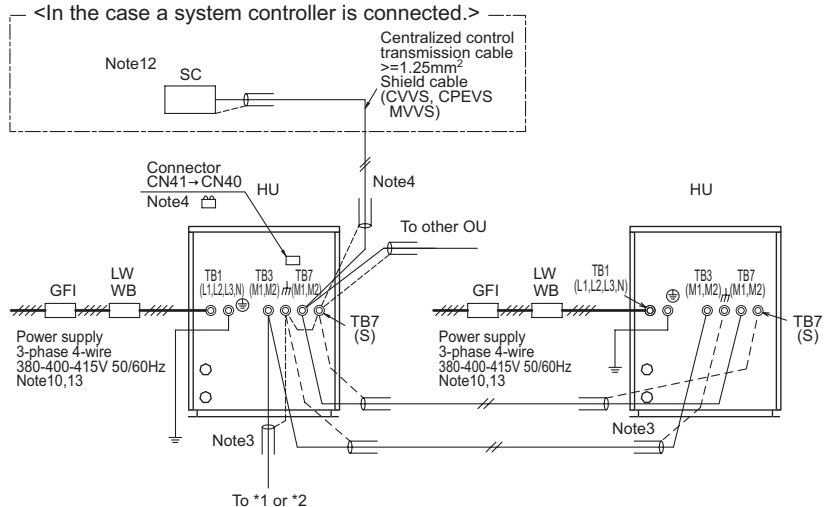 <In the case a system controller is connected.>
Note12
SC
Centralized control
transmission cable
>=1.25mm²
Shield cable
(CVVS, CPEVS
MVVS)
Connector
CN41→CN40
Note4
HU
Note4
To other OU
HU
GFI
LW
WB
TB1
(L1,L2,L3,N)
TB3
(M1,M2)
TB7
(M1,M2)
TB7
(S)
Power supply
3-phase 4-wire
380-400-415V 50/60Hz
Note10,13
GFI
LW
WB
TB1
(L1,L2,L3,N)
TB3
(M1,M2)
TB7
(M1,M2)
TB7
(S)
Power supply
3-phase 4-wire
380-400-415V 50/60Hz
Note10,13
Note3
Note3
To *1 or *2